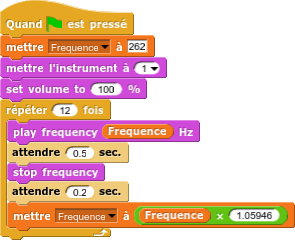 Quand est pressé
mettre Frequence à 262
mettre l'instrument à 1
set volume to 100 %
répéter 12 fois
play frequency Frequence Hz
attendre 0.5 sec.
stop frequency
attendre 0.2 sec.
mettre Frequence à Frequence × 1.05946